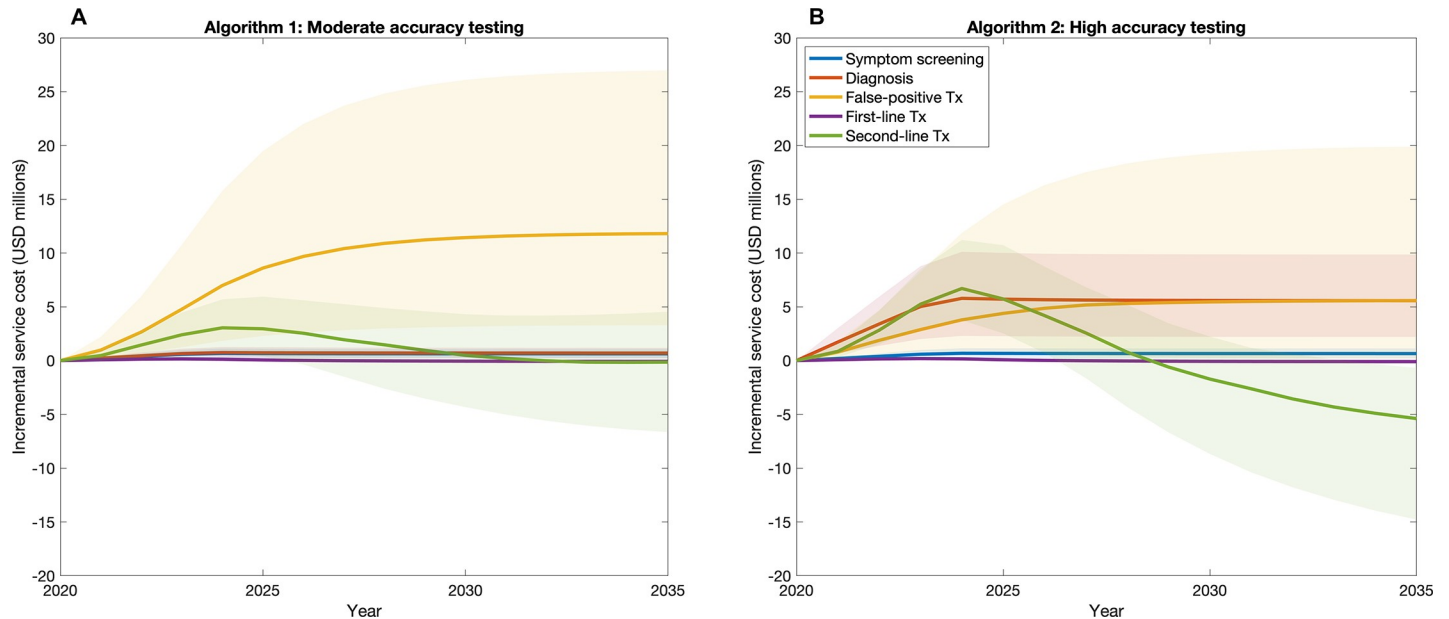 A
Algorithm 1: Moderate accuracy testing
30
25
20
15
10
5
0
-5
-10
-15
-20
Incremental service cost (USD millions)
2020
2025
2030
2035
Year
B
Algorithm 2: High accuracy testing
30
25
20
15
10
5
0
-5
-10
-15
-20
Incremental service cost (USD millions)
Symptom screening
Diagnosis
False-positive Tx
First-line Tx
Second-line Tx
2020
2025
2030
2035
Year